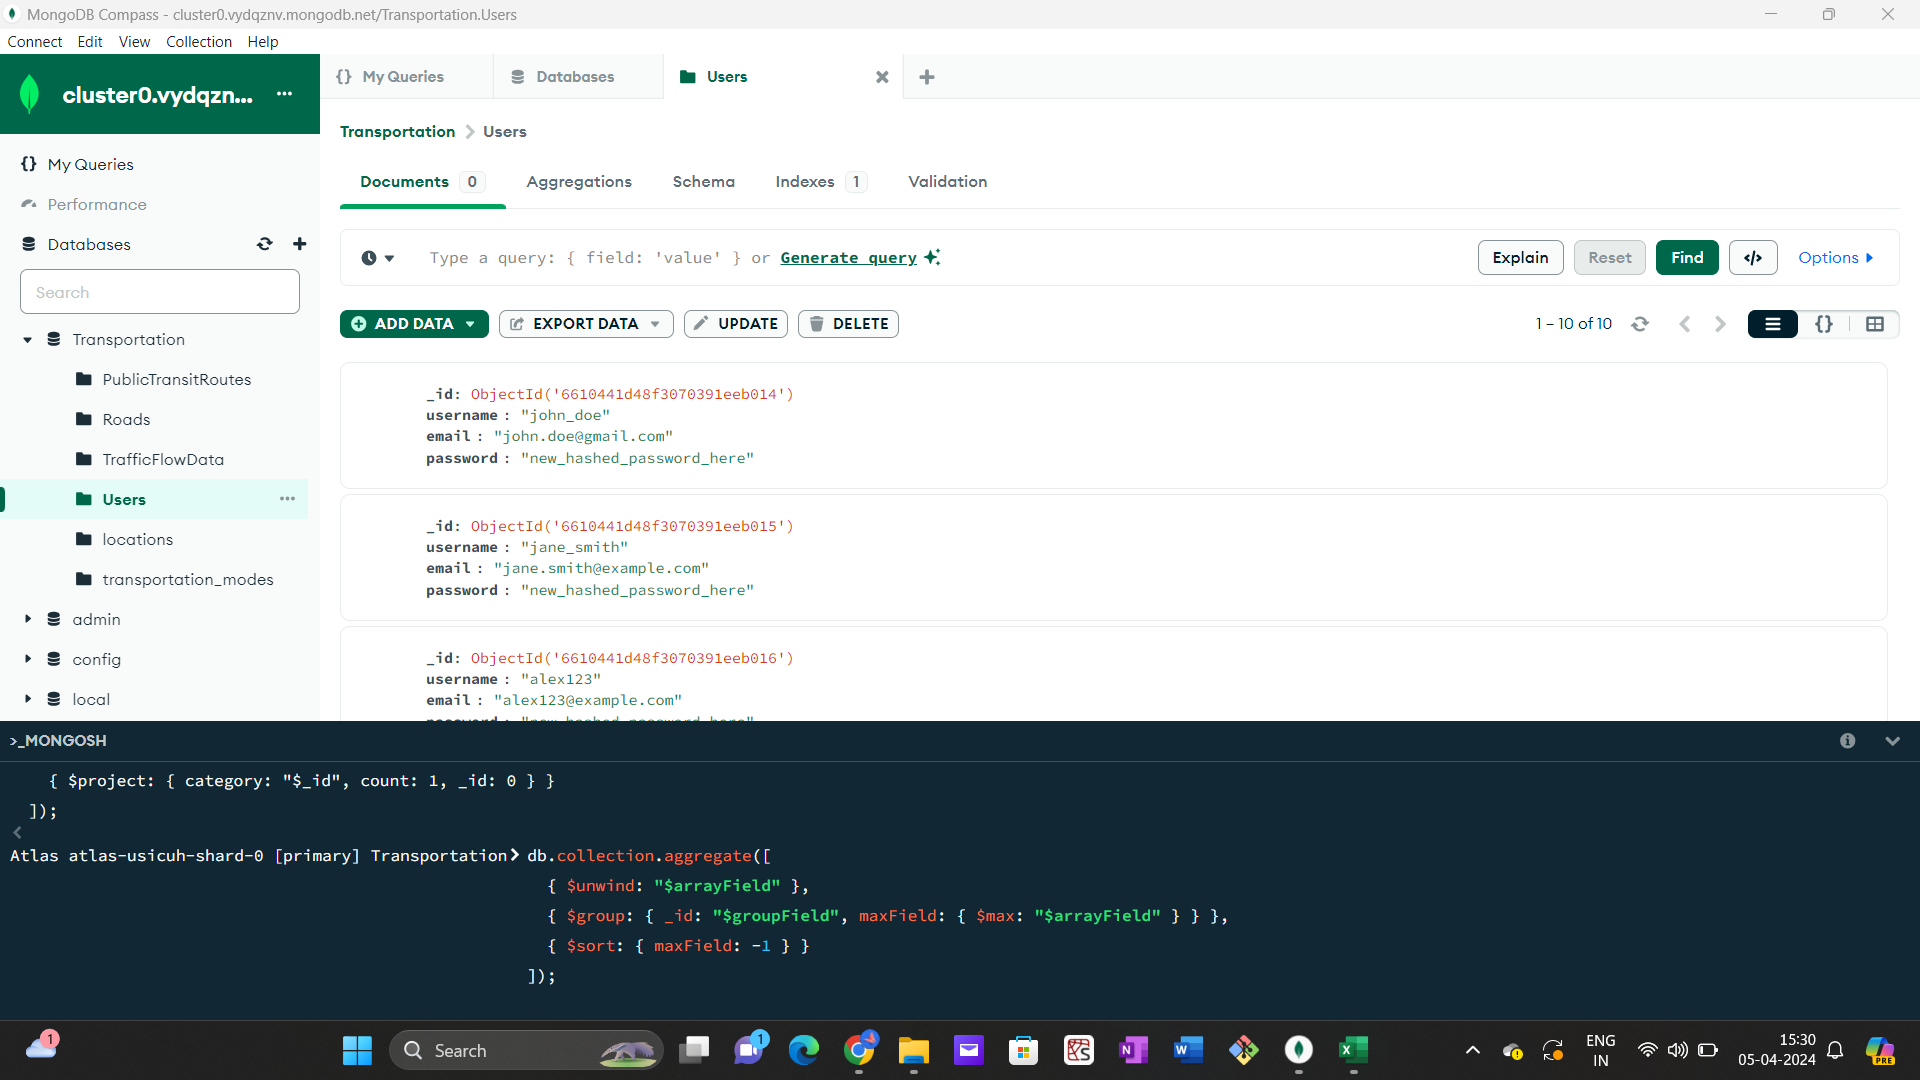 MongoDB Compass - cluster0.vydqznv.mongodb.net/Transportation.Users
Connect Edit View Collection Help
cluster0.vydqzn... ...
My Queries
Databases
Users
Transportation > Users
My Queries
Performance
Databases
Search
Transportation
PublicTransitRoutes
Roads
TrafficFlowData
Users
locations
transportation_modes
admin
config
local
Documents 0
Aggregations
Schema
Indexes 1
Validation
Type a query: { field: 'value' } or Generate query
Explain
Reset
Find
</>
Options
ADD DATA
EXPORT DATA
UPDATE
DELETE
1 – 10 of 10
{}
_id: ObjectId('6610441d48f3070391eeb014')
username : "john_doe"
email : "john.doe@gmail.com"
password : "new_hashed_password_here"
_id: ObjectId('6610441d48f3070391eeb015')
username : "jane_smith"
email : "jane.smith@example.com"
password : "new_hashed_password_here"
_id: ObjectId('6610441d48f3070391eeb016')
username : "alex123"
email : "alex123@example.com"
password : "new_hashed_password_here"
>_MONGOSH
{ $project: { category: "$_id", count: 1, _id: 0 } }
]);
<
Atlas atlas-usicuh-shard-0 [primary] Transportation> db.collection.aggregate([
{ $unwind: "$arrayField" },
{ $group: { _id: "$groupField", maxField: { $max: "$arrayField" } } },
{ $sort: { maxField: -1 } }
]);
1
Search
1
ENG
IN
15:30
05-04-2024
PRE